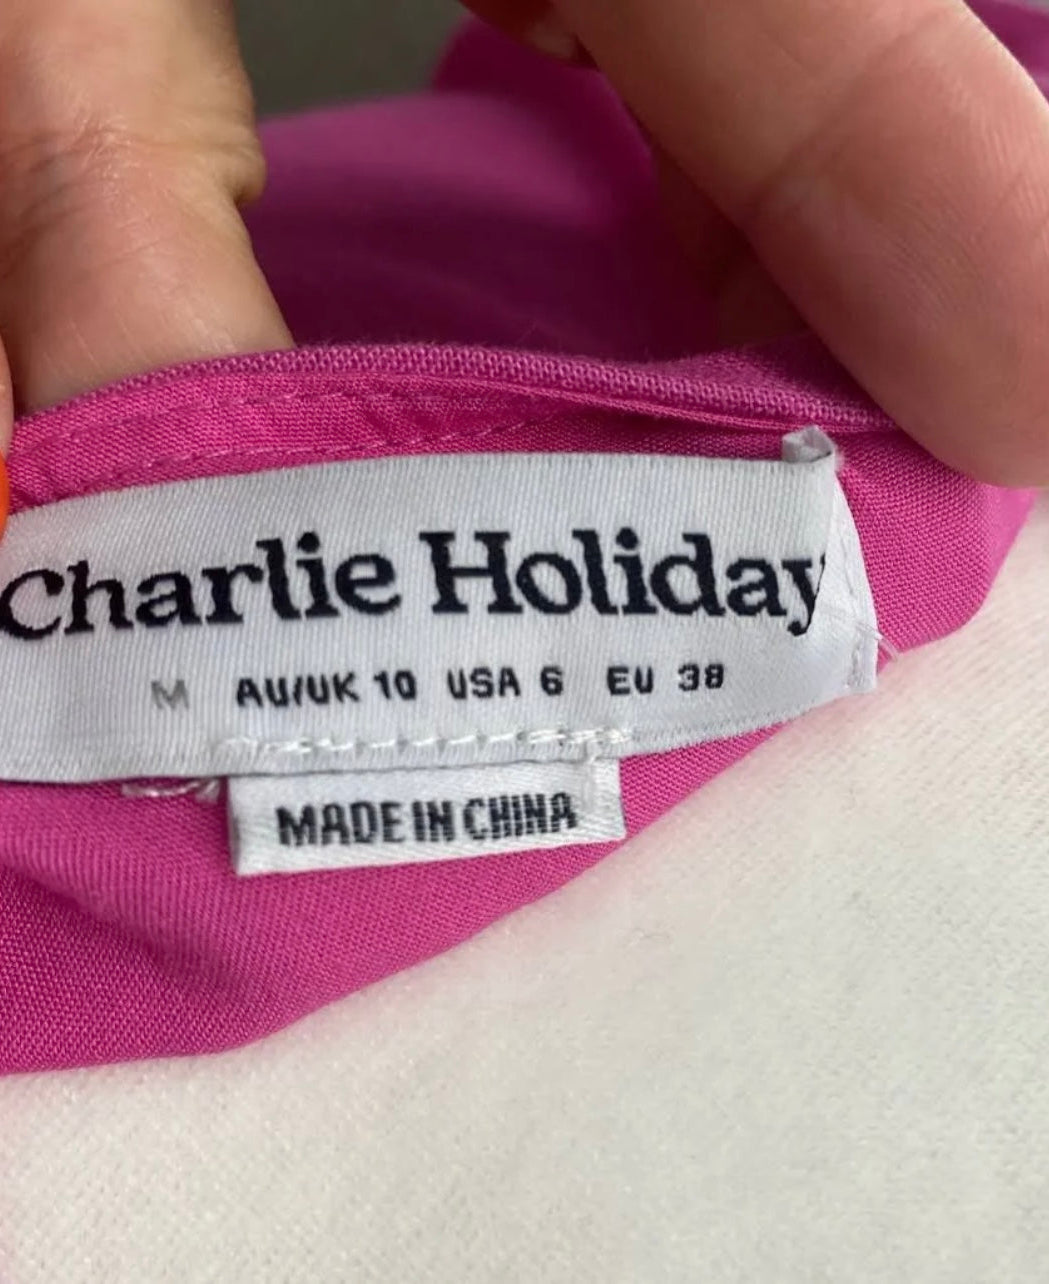 Charlie Holiday
M AU/UK 10 USA 6 EU 38
MADE IN CHINA